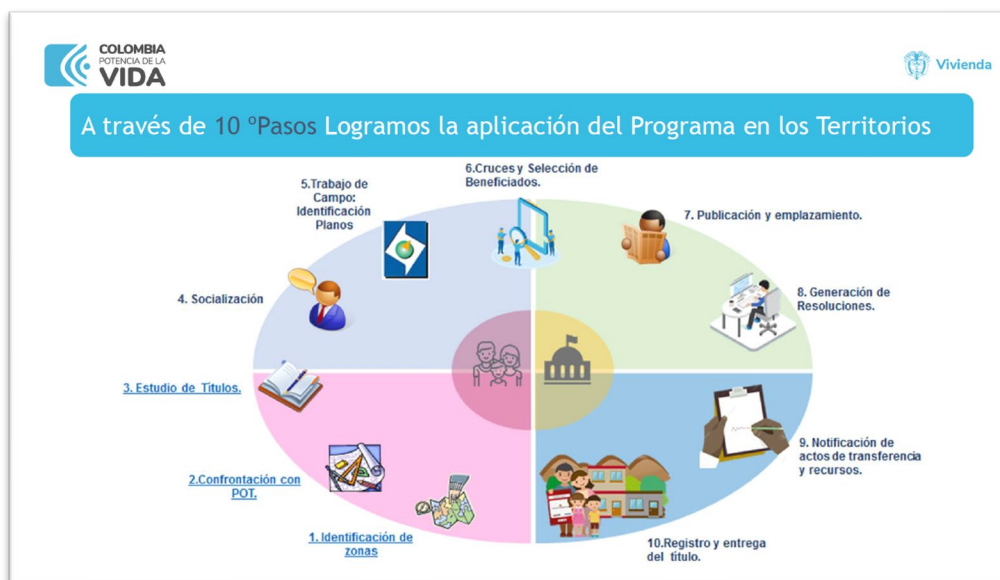 COLOMBIA
POTENCIA DE LA
VIDA
Vivienda
A través de 10 ºPasos Logramos la aplicación del Programa en los Territorios
6.Cruces y Selección de
Beneficiados.
5.Trabajo de
Campo:
Identificación
Planos
7. Publicación y emplazamiento.
4. Socialización
8. Generación de
Resoluciones.
3. Estudio de Títulos.
2.Confrontación con
POT.
9. Notificación de
actos de transferencia
y recursos.
1. Identificación de
zonas
10.Registro y entrega
del título.